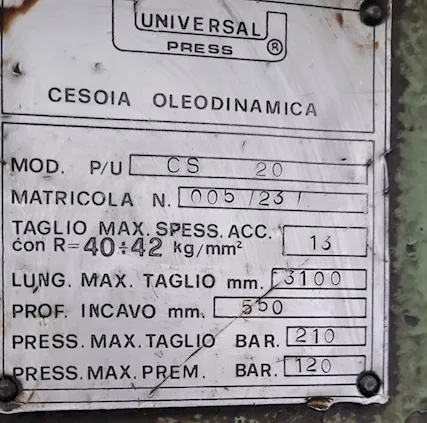 UNIVERSAL
PRESS ®
CESOIA OLEODINAMICA
MOD. P/U CS 20
MATRICOLA N. 005/23/
TAGLIO MAX. SPESS. ACC. 13
con R=40÷42 kg/mm²
LUNG. MAX. TAGLIO mm. 3100
PROF. INCAVO mm. 550
PRESS. MAX. TAGLIO BAR. 210
PRESS. MAX. PREM. BAR. 120